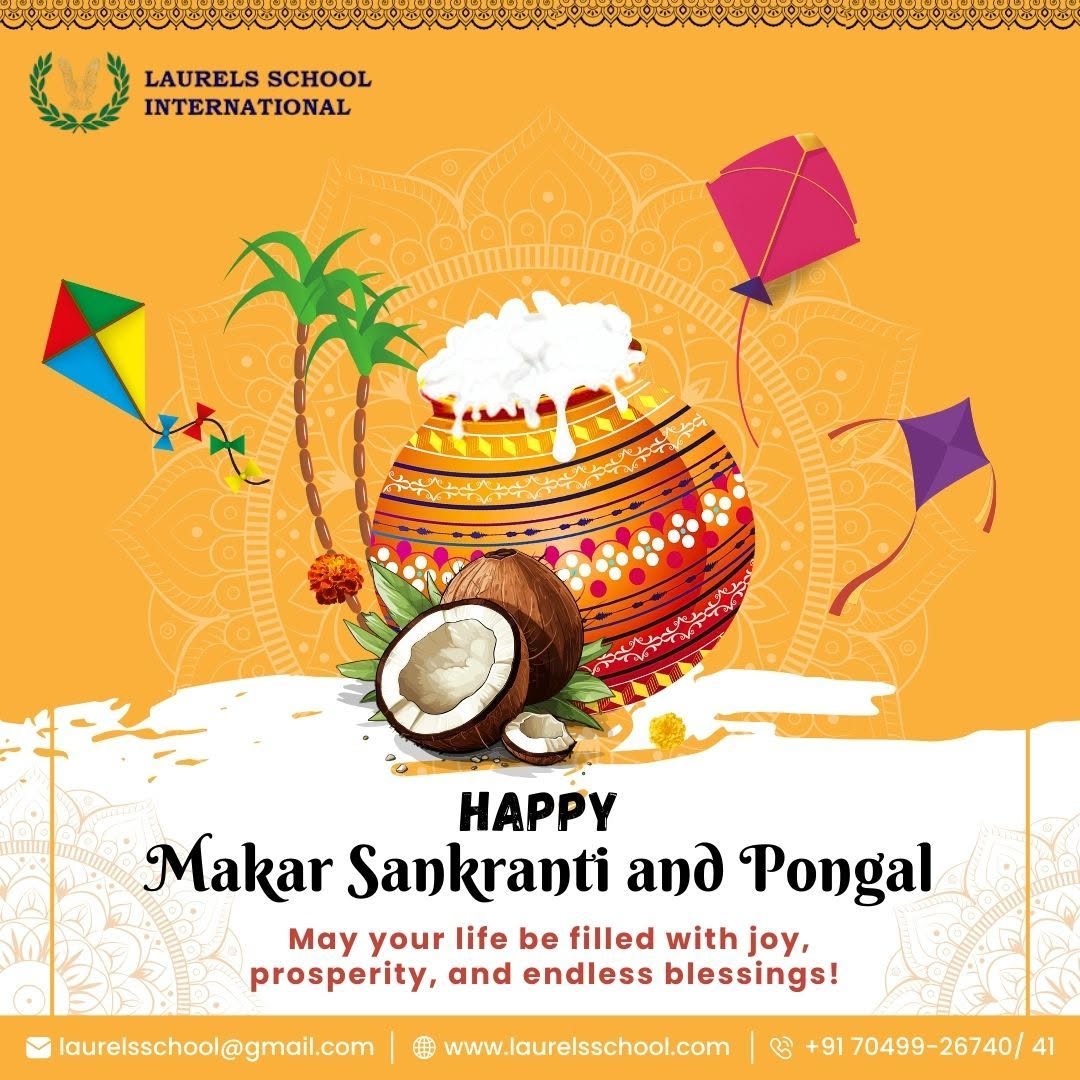 LAURELS SCHOOL
INTERNATIONAL
HAPPY
Makar Sankranti and Pongal
May your life be filled with joy,
prosperity, and endless blessings!
laurelsschool@gmail.com | www.laurelsschool.com | +91 70499-26740/ 41